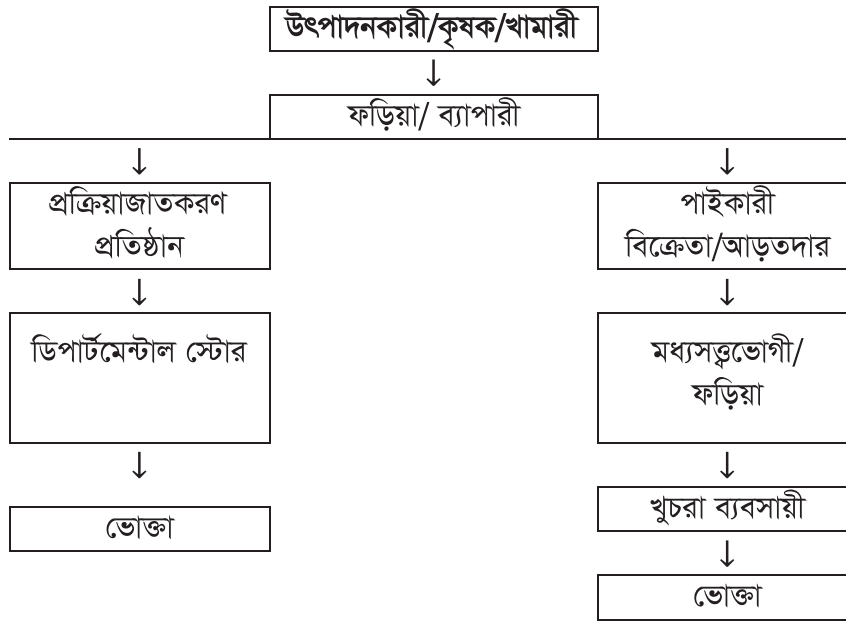 উৎপাদনকারী/কৃষক/খামারী
↓
ফড়িয়া/ ব্যাপারী
↓ ↓
প্রক্রিয়াজাতকরণ
প্রতিষ্ঠান
পাইকারী
বিক্রেতা/আড়তদার
↓ ↓
ডিপার্টমেন্টাল স্টোর
মধ্যসত্ত্বভোগী/
ফড়িয়া
↓ ↓
ভোক্তা
খুচরা ব্যবসায়ী
↓
ভোক্তা